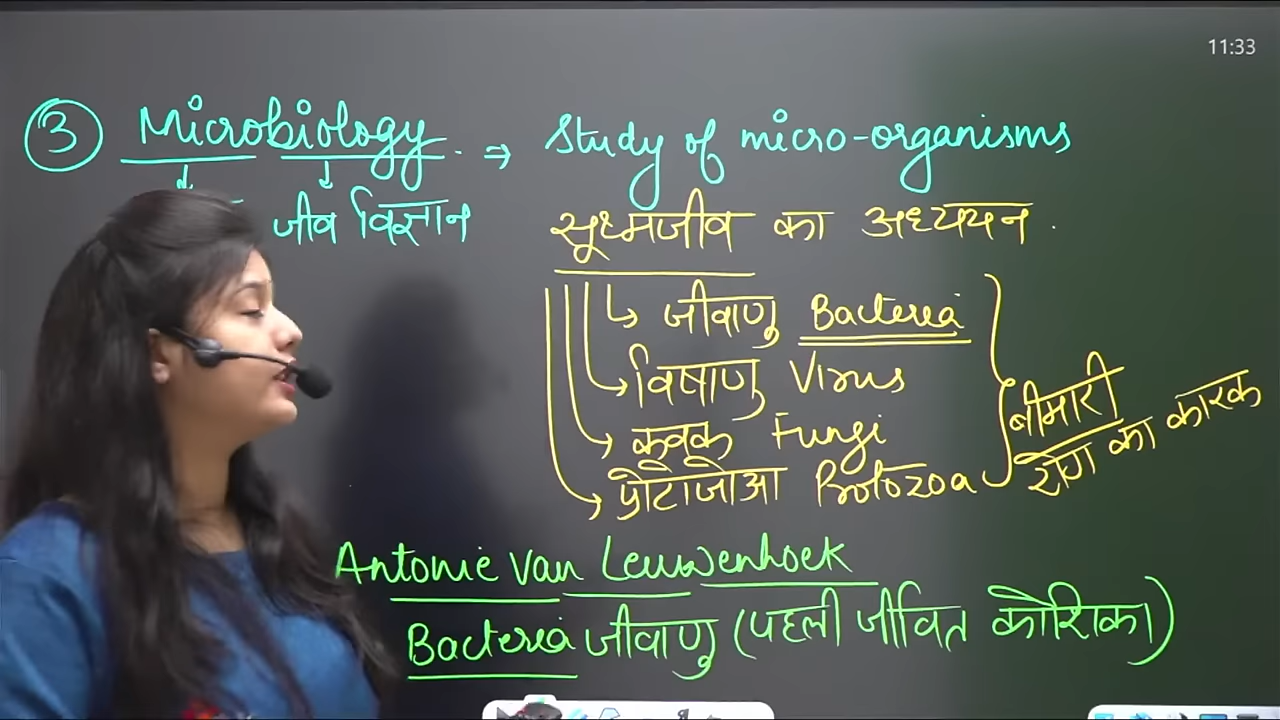 11:33
3 Microbiology. → Study of micro-organisms
जीव विज्ञान
सूक्ष्मजीव का अध्ययन.
जीवाणु Bacteria
विषाणु Virus
कवक Fungi
प्रोटोजोआ Protozoa
बीमारी
रोग का कारक
Antonie Van Leeuwenhoek
Bacteria जीवाणु (पहली जीवित कोशिका)